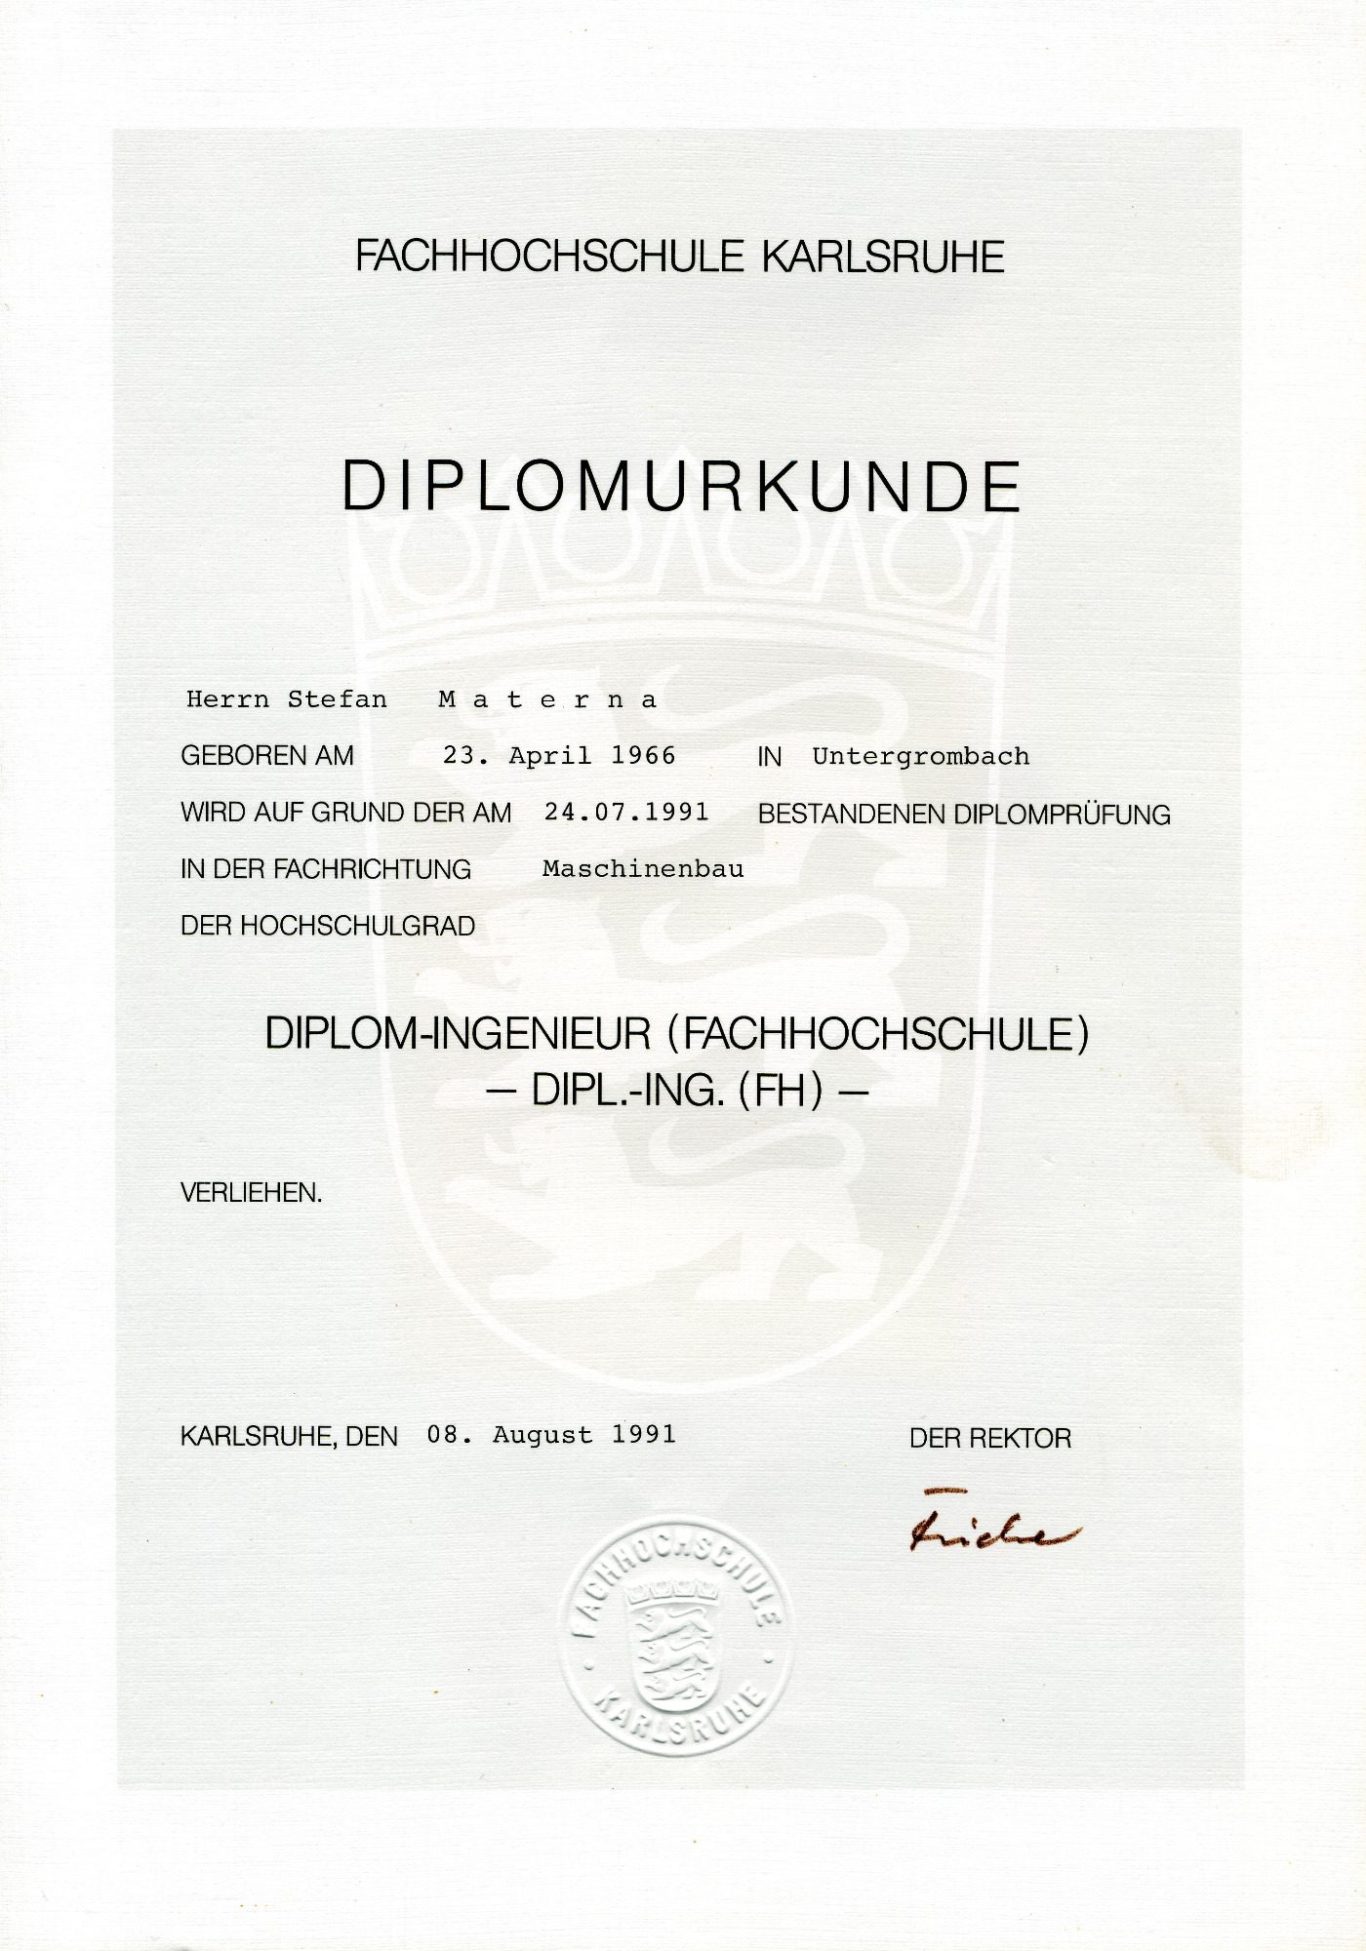 FACHHOCHSCHULE KARLSRUHE
DIPLOMURKUNDE
Herrn Stefan M a t e r n a
GEBOREN AM 23. April 1966 IN Untergrombach
WIRD AUF GRUND DER AM 24.07.1991 BESTANDENEN DIPLOMPRÜFUNG
IN DER FACHRICHTUNG Maschinenbau
DER HOCHSCHULGRAD
DIPLOM-INGENIEUR (FACHHOCHSCHULE)
— DIPL.-ING. (FH) —
VERLIEHEN.
KARLSRUHE, DEN 08. August 1991 DER REKTOR
FACHHOCHSCHULE
KARLSRUHE